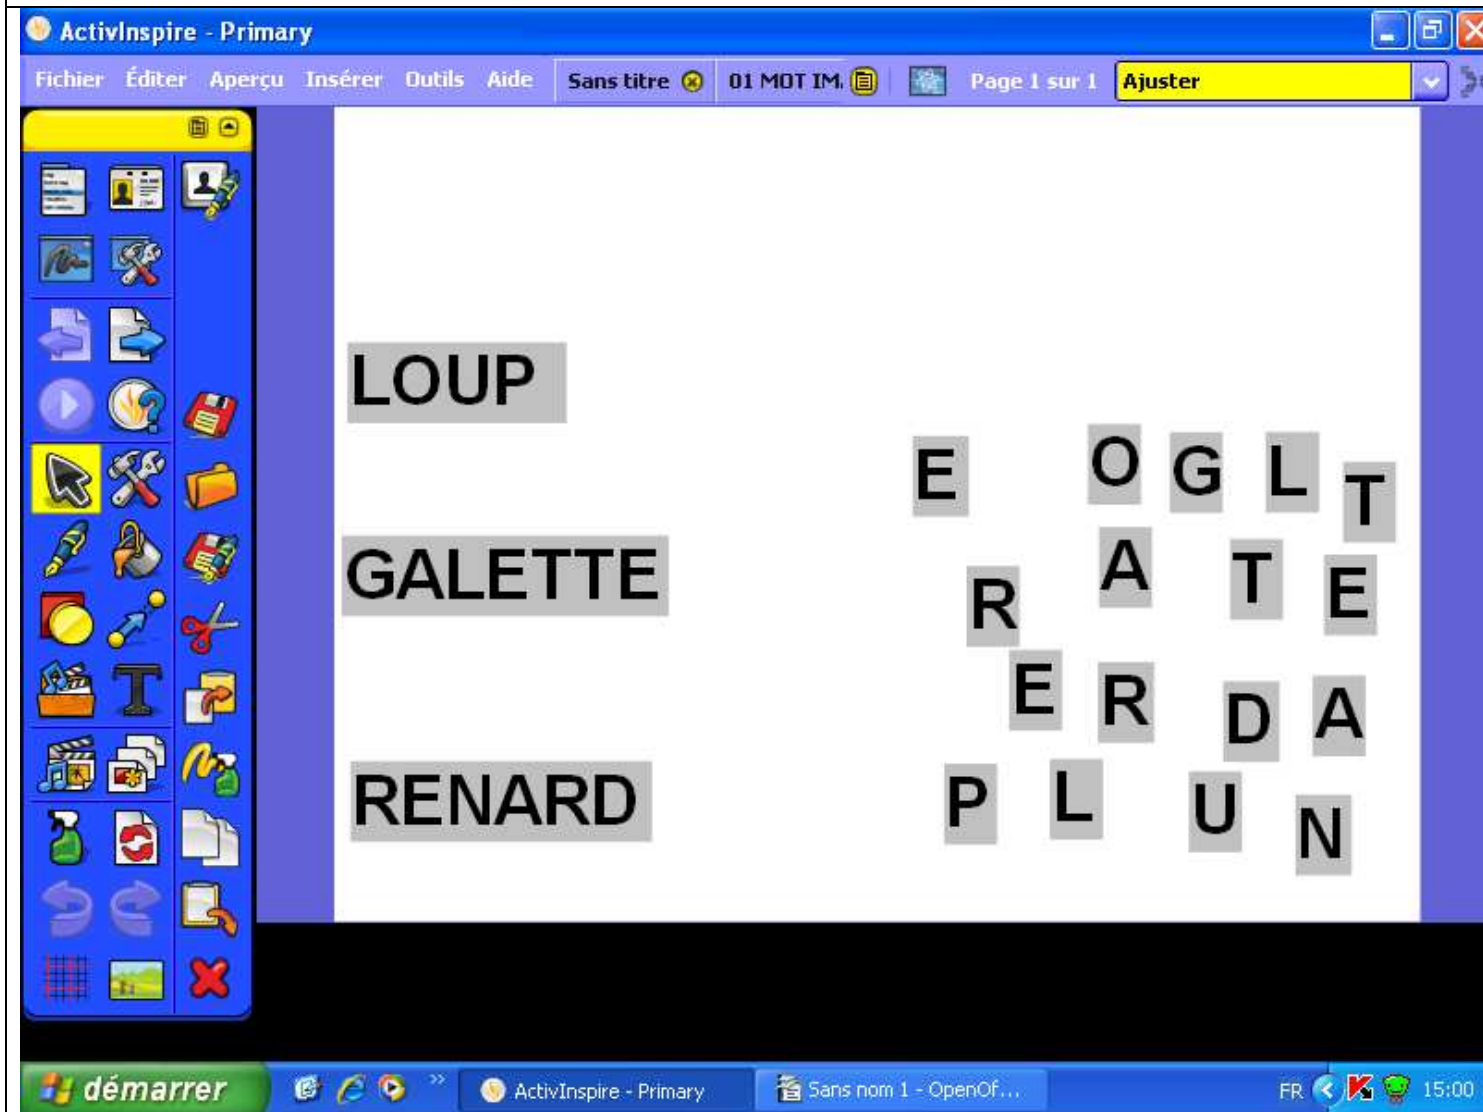 ActivInspire - Primary
Fichier Éditer Aperçu Insérer Outils Aide Sans titre 01 MOT IM. Page 1 sur 1 Ajuster
LOUP
GALETTE
RENARD
E O G L T
R A T E
E R D A
P L U N
démarrer ActivInspire - Primary Sans nom 1 - OpenOf... FR 15:00